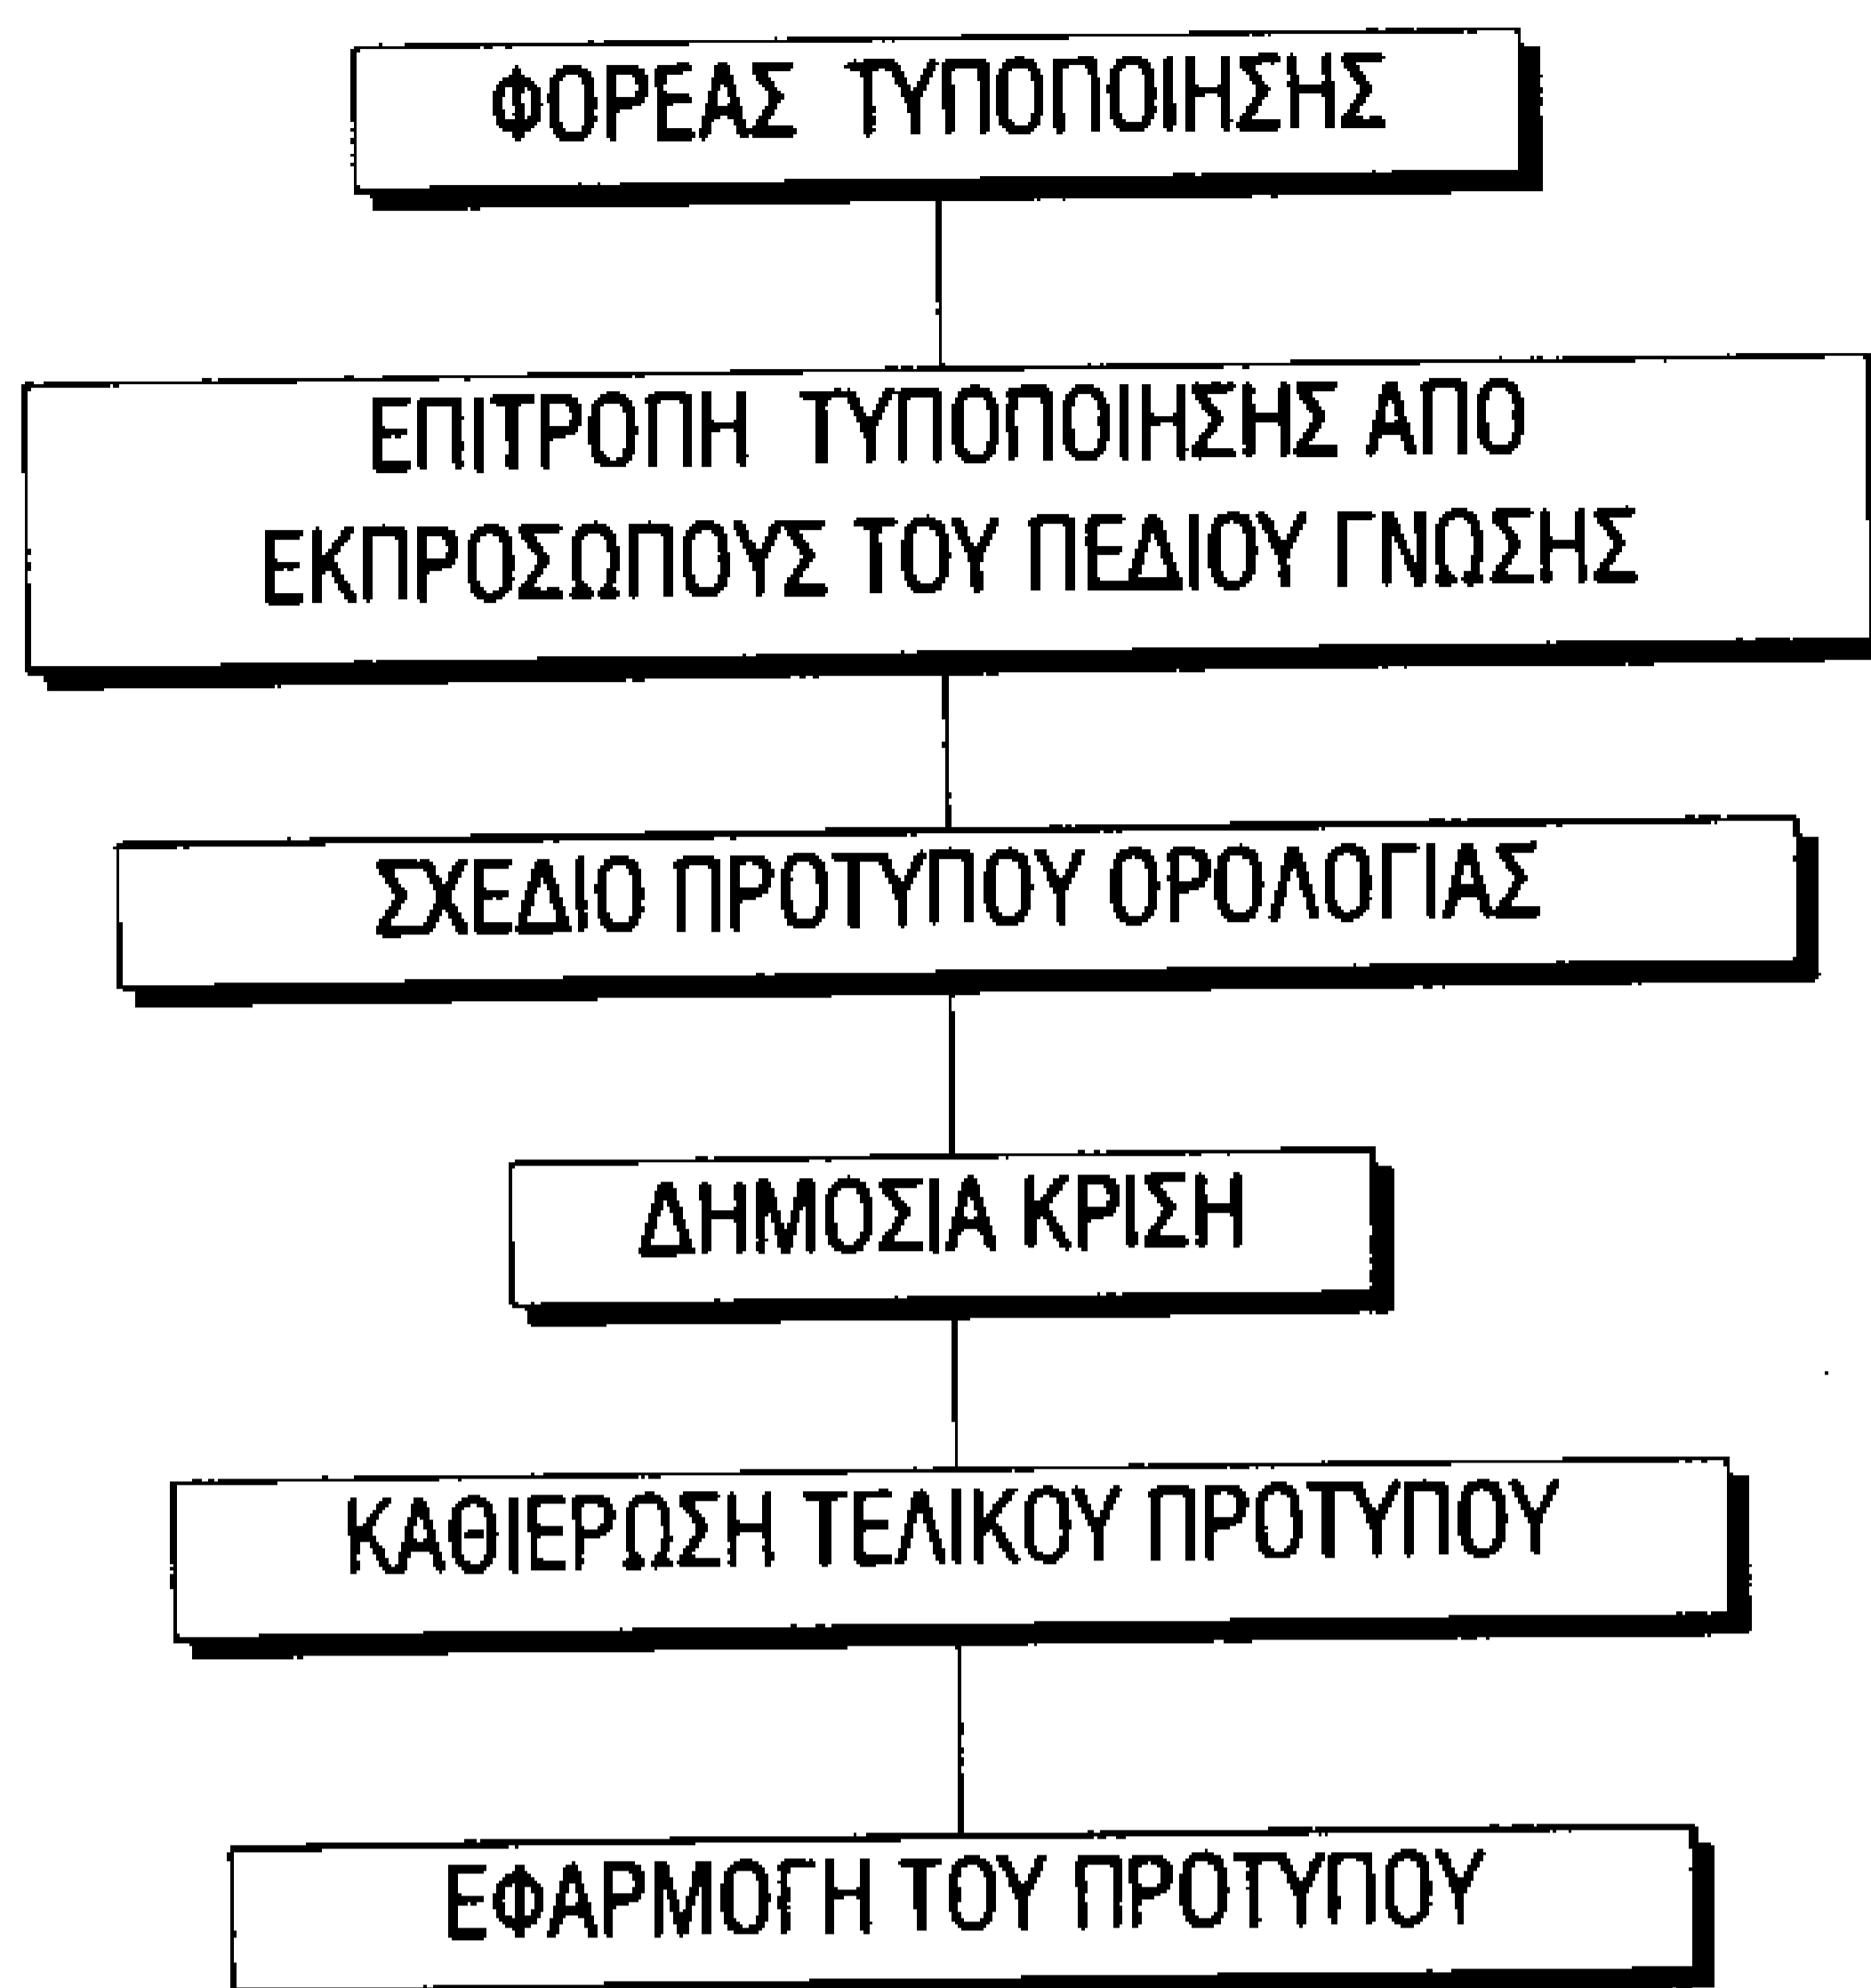 ΦΟΡΕΑΣ ΤΥΠΟΠΟΙΗΣΗΣ
ΕΠΙΤΡΟΠΗ ΤΥΠΟΠΟΙΗΣΗΣ ΑΠΟ
ΕΚΠΡΟΣΩΠΟΥΣ ΤΟΥ ΠΕΔΙΟΥ ΓΝΩΣΗΣ
ΣΧΕΔΙΟ ΠΡΟΤΥΠΟΥ ΟΡΟΛΟΓΙΑΣ
ΔΗΜΟΣΙΑ ΚΡΙΣΗ
ΚΑΘΙΕΡΩΣΗ ΤΕΛΙΚΟΥ ΠΡΟΤΥΠΟΥ
ΕΦΑΡΜΟΓΗ ΤΟΥ ΠΡΟΤΥΠΟΥ